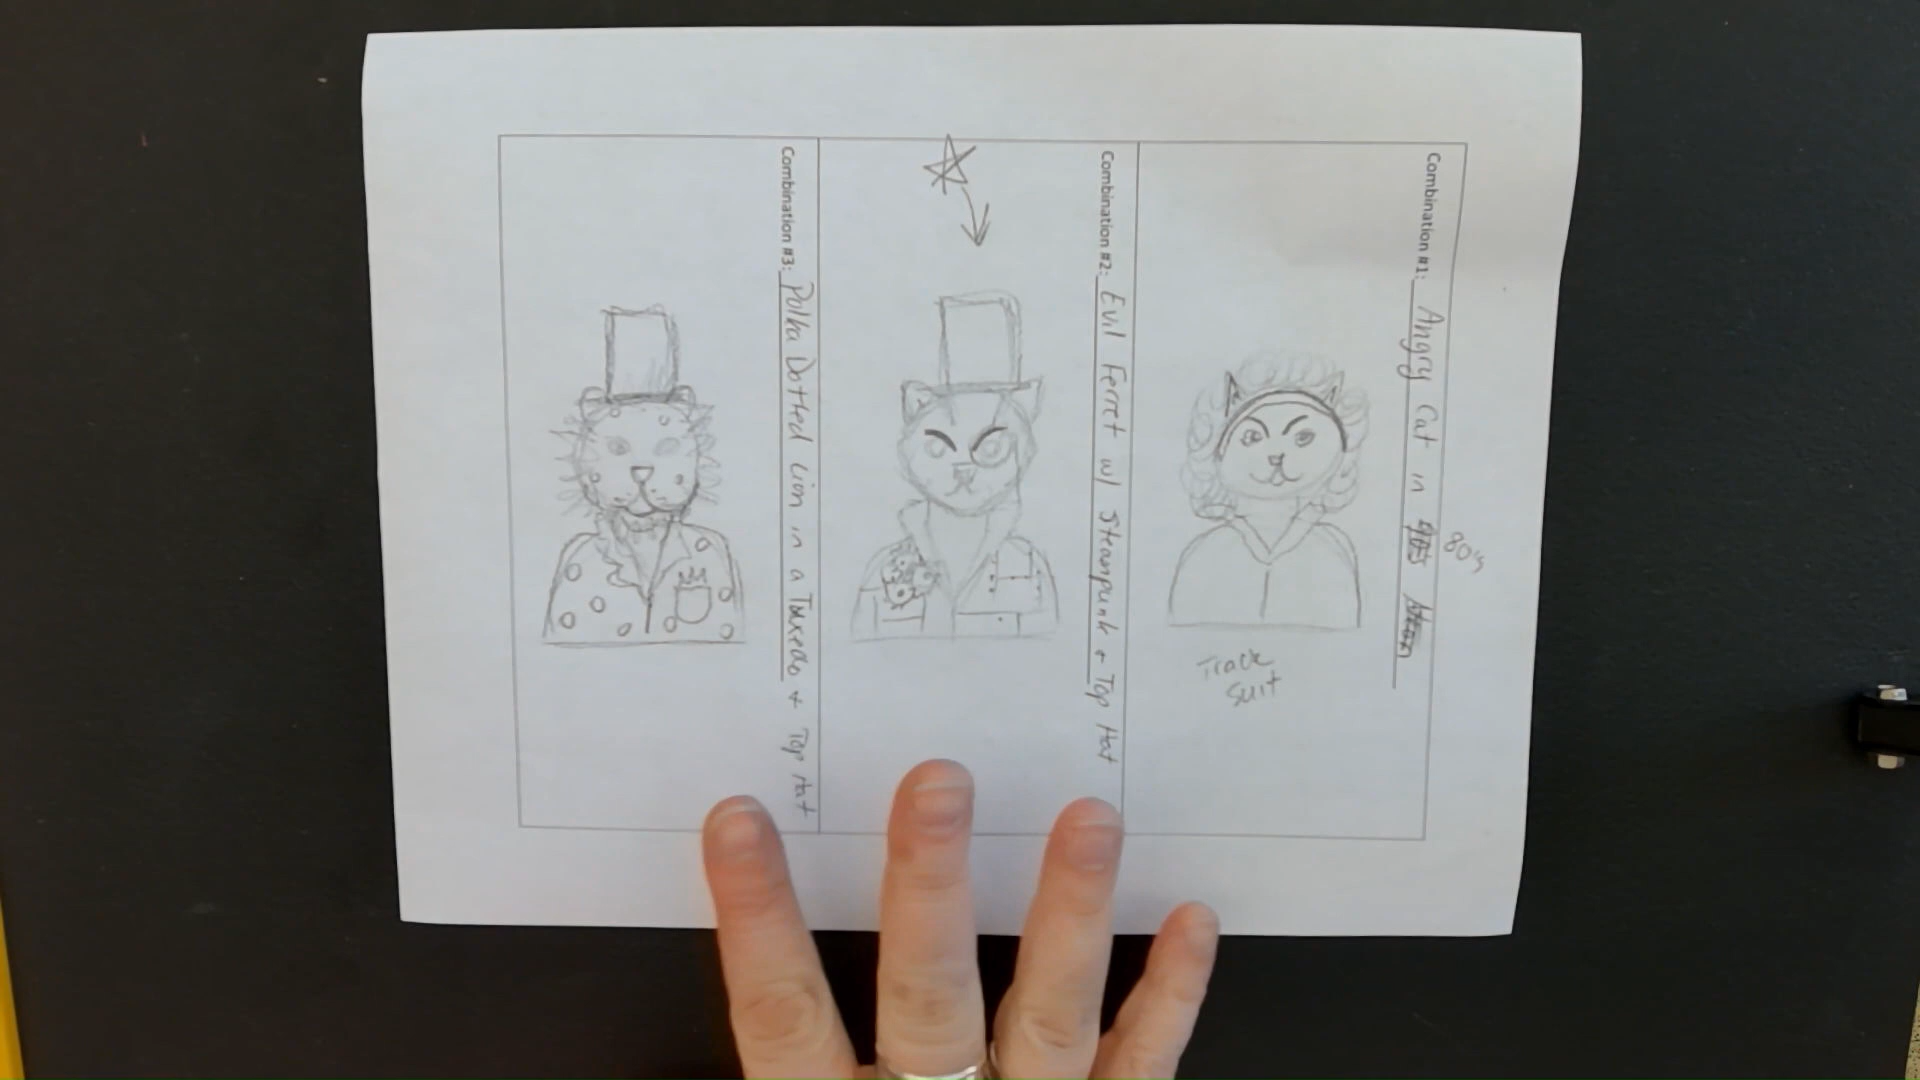 Combination #1: Angry Cat in 80's
Track
Suit
Combination #2: Evil Ferret w/ Steampunk + Top Hat
Combination #3: Polka Dotted Lion in a Tuxedo + Top Hat